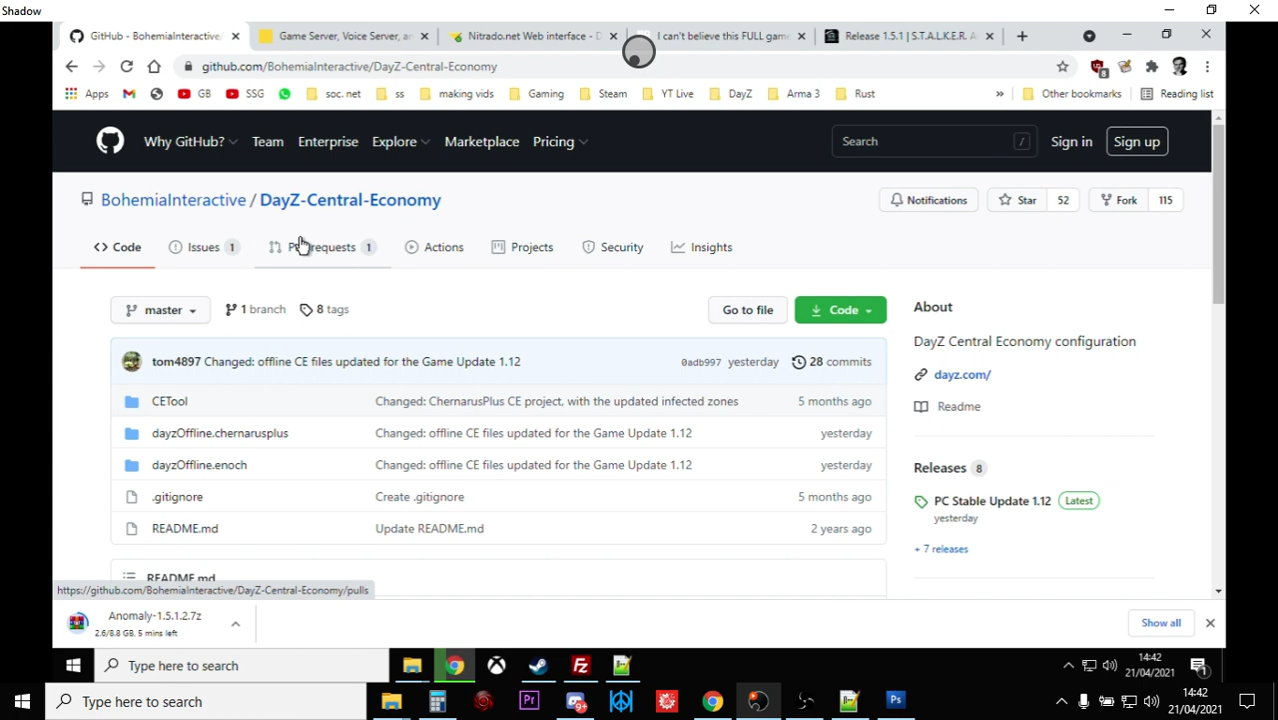 Shadow
GitHub - BohemiaInteractive/
Game Server, Voice Server, an
Nitrado.net Web interface - D
I can't believe this FULL game
Release 1.5.1 | S.T.A.L.K.E.R. A
github.com/BohemiaInteractive/DayZ-Central-Economy
8
Apps
GB
SSG
soc. net
ss
making vids
Gaming
Steam
YT Live
DayZ
Arma 3
Rust
»
Other bookmarks
Reading list
Why GitHub?
Team
Enterprise
Explore
Marketplace
Pricing
Search
/
Sign in
Sign up
BohemiaInteractive / DayZ-Central-Economy
Notifications
Star 52
Fork 115
Code
Issues 1
requests 1
Actions
Projects
Security
Insights
master
1 branch
8 tags
Go to file
Code
About
DayZ Central Economy configuration
dayz.com/
Readme
tom4897 Changed: offline CE files updated for the Game Update 1.12
0adb997 yesterday
28 commits
CETool Changed: ChernarusPlus CE project, with the updated infected zones 5 months ago
dayzOffline.chernarusplus Changed: offline CE files updated for the Game Update 1.12 yesterday
dayzOffline.enoch Changed: offline CE files updated for the Game Update 1.12 yesterday
.gitignore Create .gitignore 5 months ago
README.md Update README.md 2 years ago
Releases 8
PC Stable Update 1.12 Latest
yesterday
+ 7 releases
README.md
https://github.com/BohemiaInteractive/DayZ-Central-Economy/pulls
Anomaly-1.5.1.2.7z
2.6/8.8 GB, 5 mins left
Show all
Type here to search
14:42
21/04/2021
1
Type here to search
14:42
21/04/2021